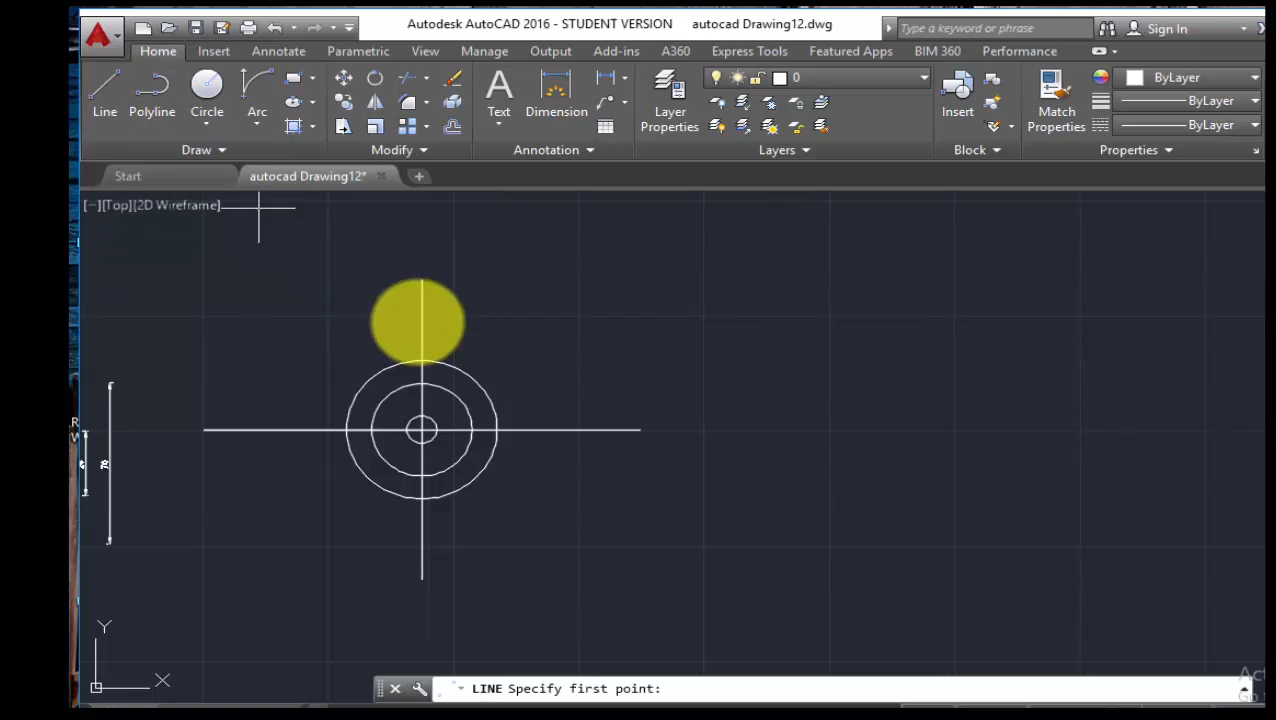 Autodesk AutoCAD 2016 - STUDENT VERSION autocad Drawing12.dwg
Type a keyword or phrase
Sign In
Home Insert Annotate Parametric View Manage Output Add-ins A360 Express Tools Featured Apps BIM 360 Performance
Line Polyline Circle Arc
A
Text Dimension
Layer
Properties
0
Insert
Match
Properties
ByLayer
ByLayer
ByLayer
Draw Modify Annotation Layers Block Properties
Start autocad Drawing12*
[−][Top][2D Wireframe]
R
Y
X
LINE Specify first point: